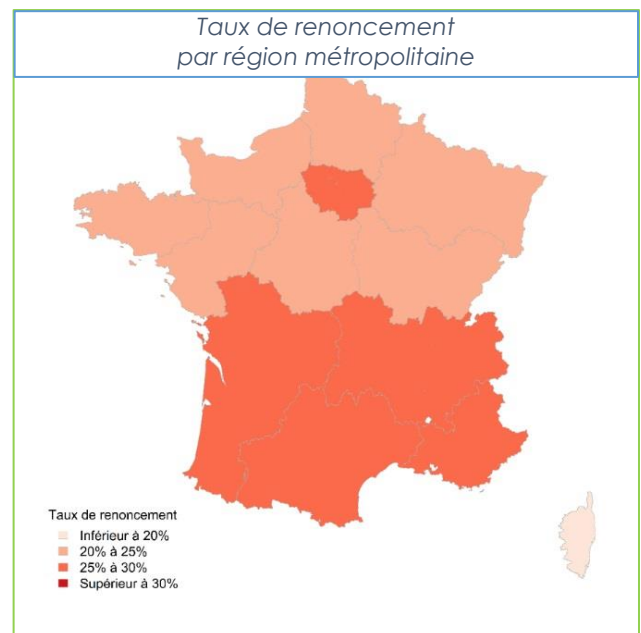 Taux de renoncement
par région métropolitaine
Taux de renoncement
Inférieur à 20%
20% à 25%
25% à 30%
Supérieur à 30%